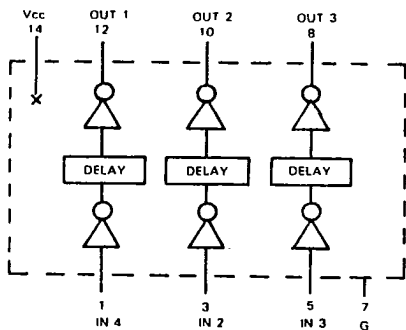 Vcc OUT 1 OUT 2 OUT 3
14 12 10 8
DELAY DELAY DELAY
1 3 5 7
IN 4 IN 2 IN 3 G